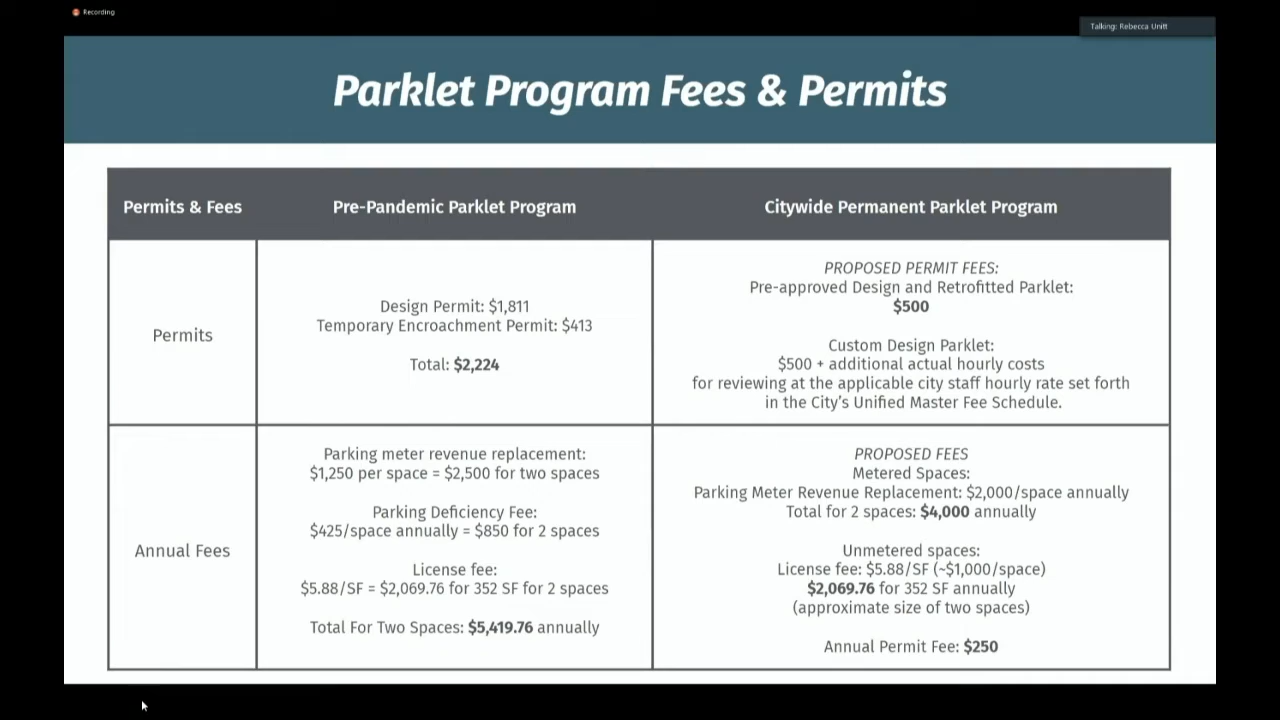 Recording
Talking: Rebecca Unitt
Parklet Program Fees & Permits
Permits & Fees
Pre-Pandemic Parklet Program
Citywide Permanent Parklet Program
Permits
Design Permit: $1,811
Temporary Encroachment Permit: $413
Total: $2,224
PROPOSED PERMIT FEES:
Pre-approved Design and Retrofitted Parklet:
$500
Custom Design Parklet:
$500 + additional actual hourly costs
for reviewing at the applicable city staff hourly rate set forth
in the City's Unified Master Fee Schedule.
Annual Fees
Parking meter revenue replacement:
$1,250 per space = $2,500 for two spaces
Parking Deficiency Fee:
$425/space annually = $850 for 2 spaces
License fee:
$5.88/SF = $2,069.76 for 352 SF for 2 spaces
Total For Two Spaces: $5,419.76 annually
PROPOSED FEES
Metered Spaces:
Parking Meter Revenue Replacement: $2,000/space annually
Total for 2 spaces: $4,000 annually
Unmetered spaces:
License fee: $5.88/SF (~$1,000/space)
$2,069.76 for 352 SF annually
(approximate size of two spaces)
Annual Permit Fee: $250